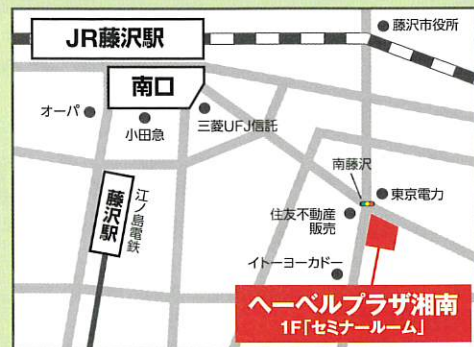 JR藤沢駅
藤沢市役所
南口
オーパ
小田急
三菱UFJ信託
江ノ島電鉄
藤沢駅
南藤沢
東京電力
住友不動産
販売
イトーヨーカドー
ヘーベルプラザ湘南
1F「セミナールーム」